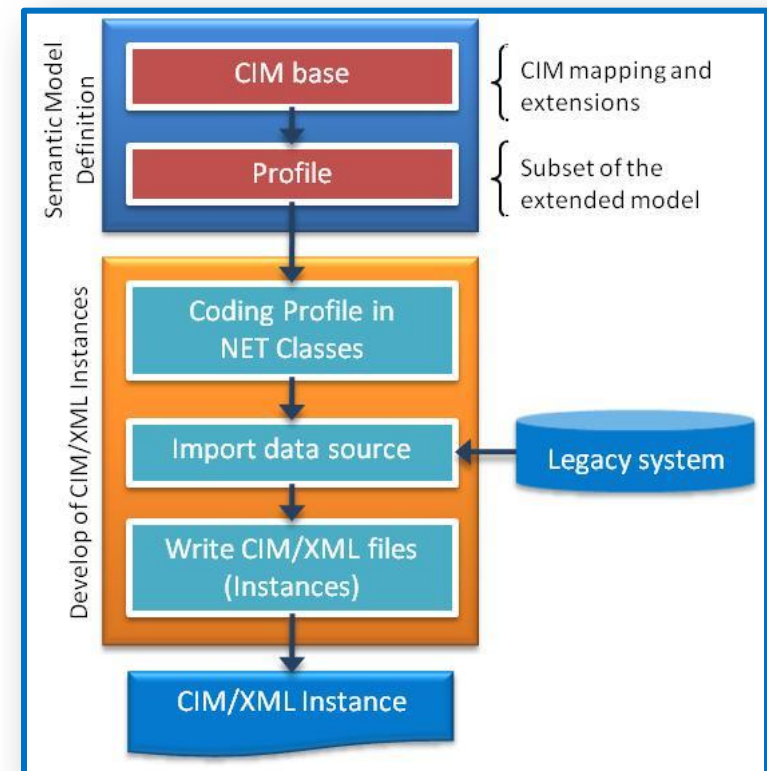 Semantic Model
Definition
CIM base
CIM mapping and
extensions
Profile
Subset of the
extended model
Develop of CIM/XML Instances
Coding Profile in
NET Classes
Import data source
Legacy system
Write CIM/XML files
(Instances)
CIM/XML Instance